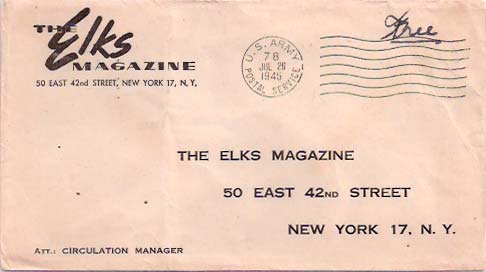 THE Elks
MAGAZINE
50 EAST 42ND STREET, NEW YORK 17, N. Y.
U. S. ARMY
78
JUL 26
1945
POSTAL SERVICE
Free
THE ELKS MAGAZINE
50 EAST 42ND STREET
NEW YORK 17, N. Y.
ATT.: CIRCULATION MANAGER